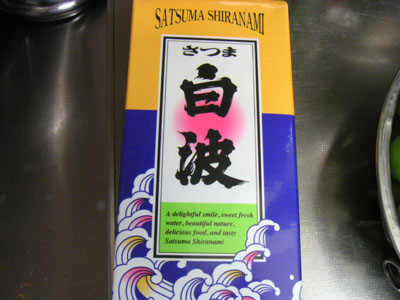 SATSUMA SHIRANAMI
さつま
白波
A delightful smile, sweet fresh
water, beautiful nature,
delicious food, and tasty
Satsuma Shiranami